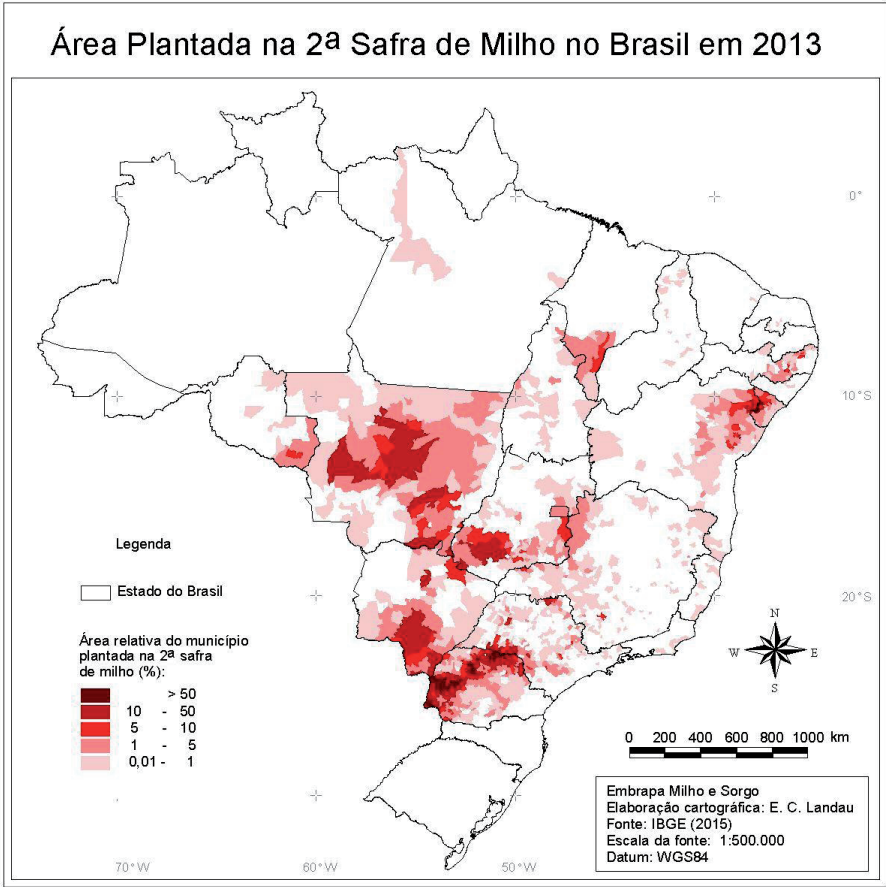 Área Plantada na 2ª Safra de Milho no Brasil em 2013
0°
10°S
20°S
Legenda
Estado do Brasil
Área relativa do município
plantada na 2ª safra
de milho (%):
> 50
10 - 50
5 - 10
1 - 5
0,01 - 1
N
W E
S
0 200 400 600 800 1000 km
Embrapa Milho e Sorgo
Elaboração cartográfica: E. C. Landau
Fonte: IBGE (2015)
Escala da fonte: 1:500.000
Datum: WGS84
70°W 60°W 50°W